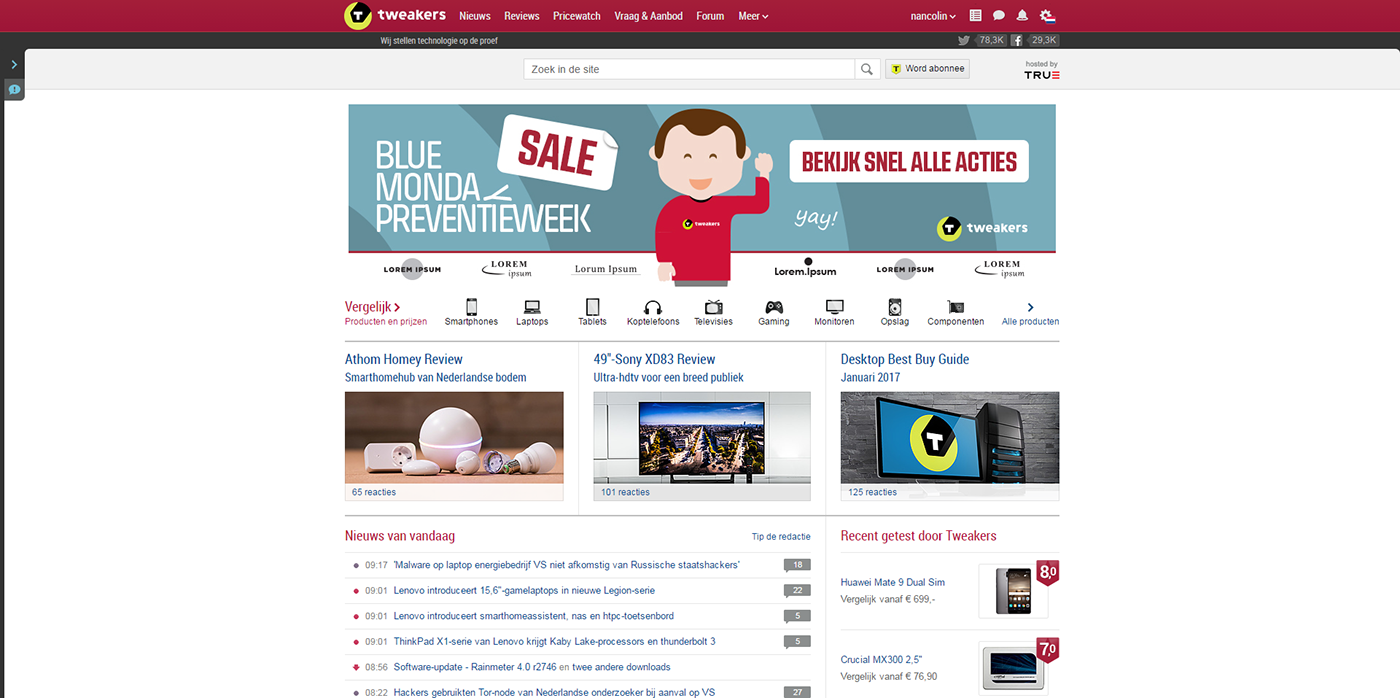 tweakers
Nieuws Reviews Pricewatch Vraag & Aanbod Forum Meer nancolin
Wij stellen technologie op de proef 78,3K 29,3K
hosted by
Zoek in de site Word abonnee TRUE
BLUE
MONDAY
PREVENTIEWEEK
SALE
tweakers
BEKIJK SNEL ALLE ACTIES
yay!
tweakers
LOREM IPSUM LOREM ipsum Lorum Ipsum Lorem.Ipsum LOREM IPSUM LOREM ipsum
Vergelijk
Producten en prijzen Smartphones Laptops Tablets Koptelefoons Televisies Gaming Monitoren Opslag Componenten Alle producten
Athom Homey Review
Smarthomehub van Nederlandse bodem
65 reacties
49"-Sony XD83 Review
Ultra-hdtv voor een breed publiek
101 reacties
Desktop Best Buy Guide
Januari 2017
125 reacties
Nieuws van vandaag Tip de redactie
09:17 'Malware op laptop energiebedrijf VS niet afkomstig van Russische staatshackers' 18
09:01 Lenovo introduceert 15,6"-gamelaptops in nieuwe Legion-serie 22
09:01 Lenovo introduceert smarthomeassistent, nas en htpc-toetsenbord 5
09:01 ThinkPad X1-serie van Lenovo krijgt Kaby Lake-processors en thunderbolt 3 5
08:56 Software-update - Rainmeter 4.0 r2746 en twee andere downloads
08:22 Hackers gebruikten Tor-node van Nederlandse onderzoeker bij aanval op VS 27
Recent getest door Tweakers
Huawei Mate 9 Dual Sim
Vergelijk vanaf € 699,-
8,0
Crucial MX300 2,5"
Vergelijk vanaf € 76,90
7,0